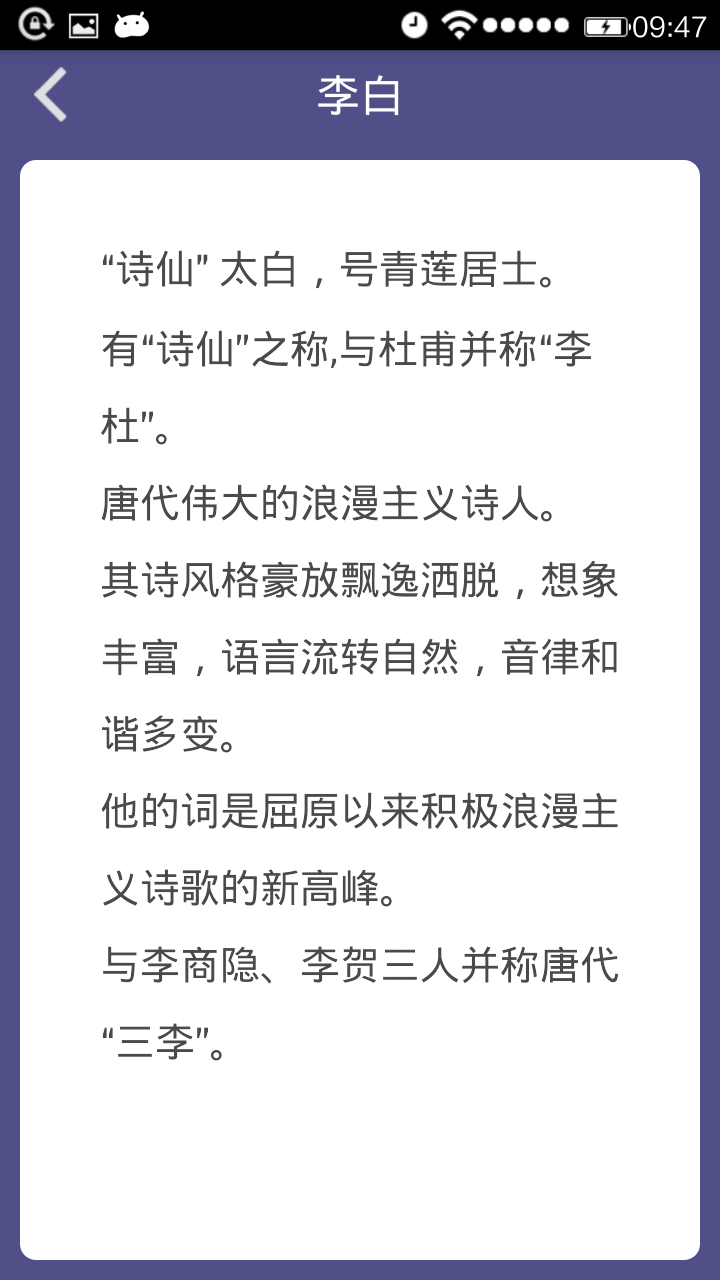 09:47
李白
“诗仙” 太白，号青莲居士。
有“诗仙”之称,与杜甫并称“李
杜”。
唐代伟大的浪漫主义诗人。
其诗风格豪放飘逸洒脱，想象
丰富，语言流转自然，音律和
谐多变。
他的词是屈原以来积极浪漫主
义诗歌的新高峰。
与李商隐、李贺三人并称唐代
“三李”。